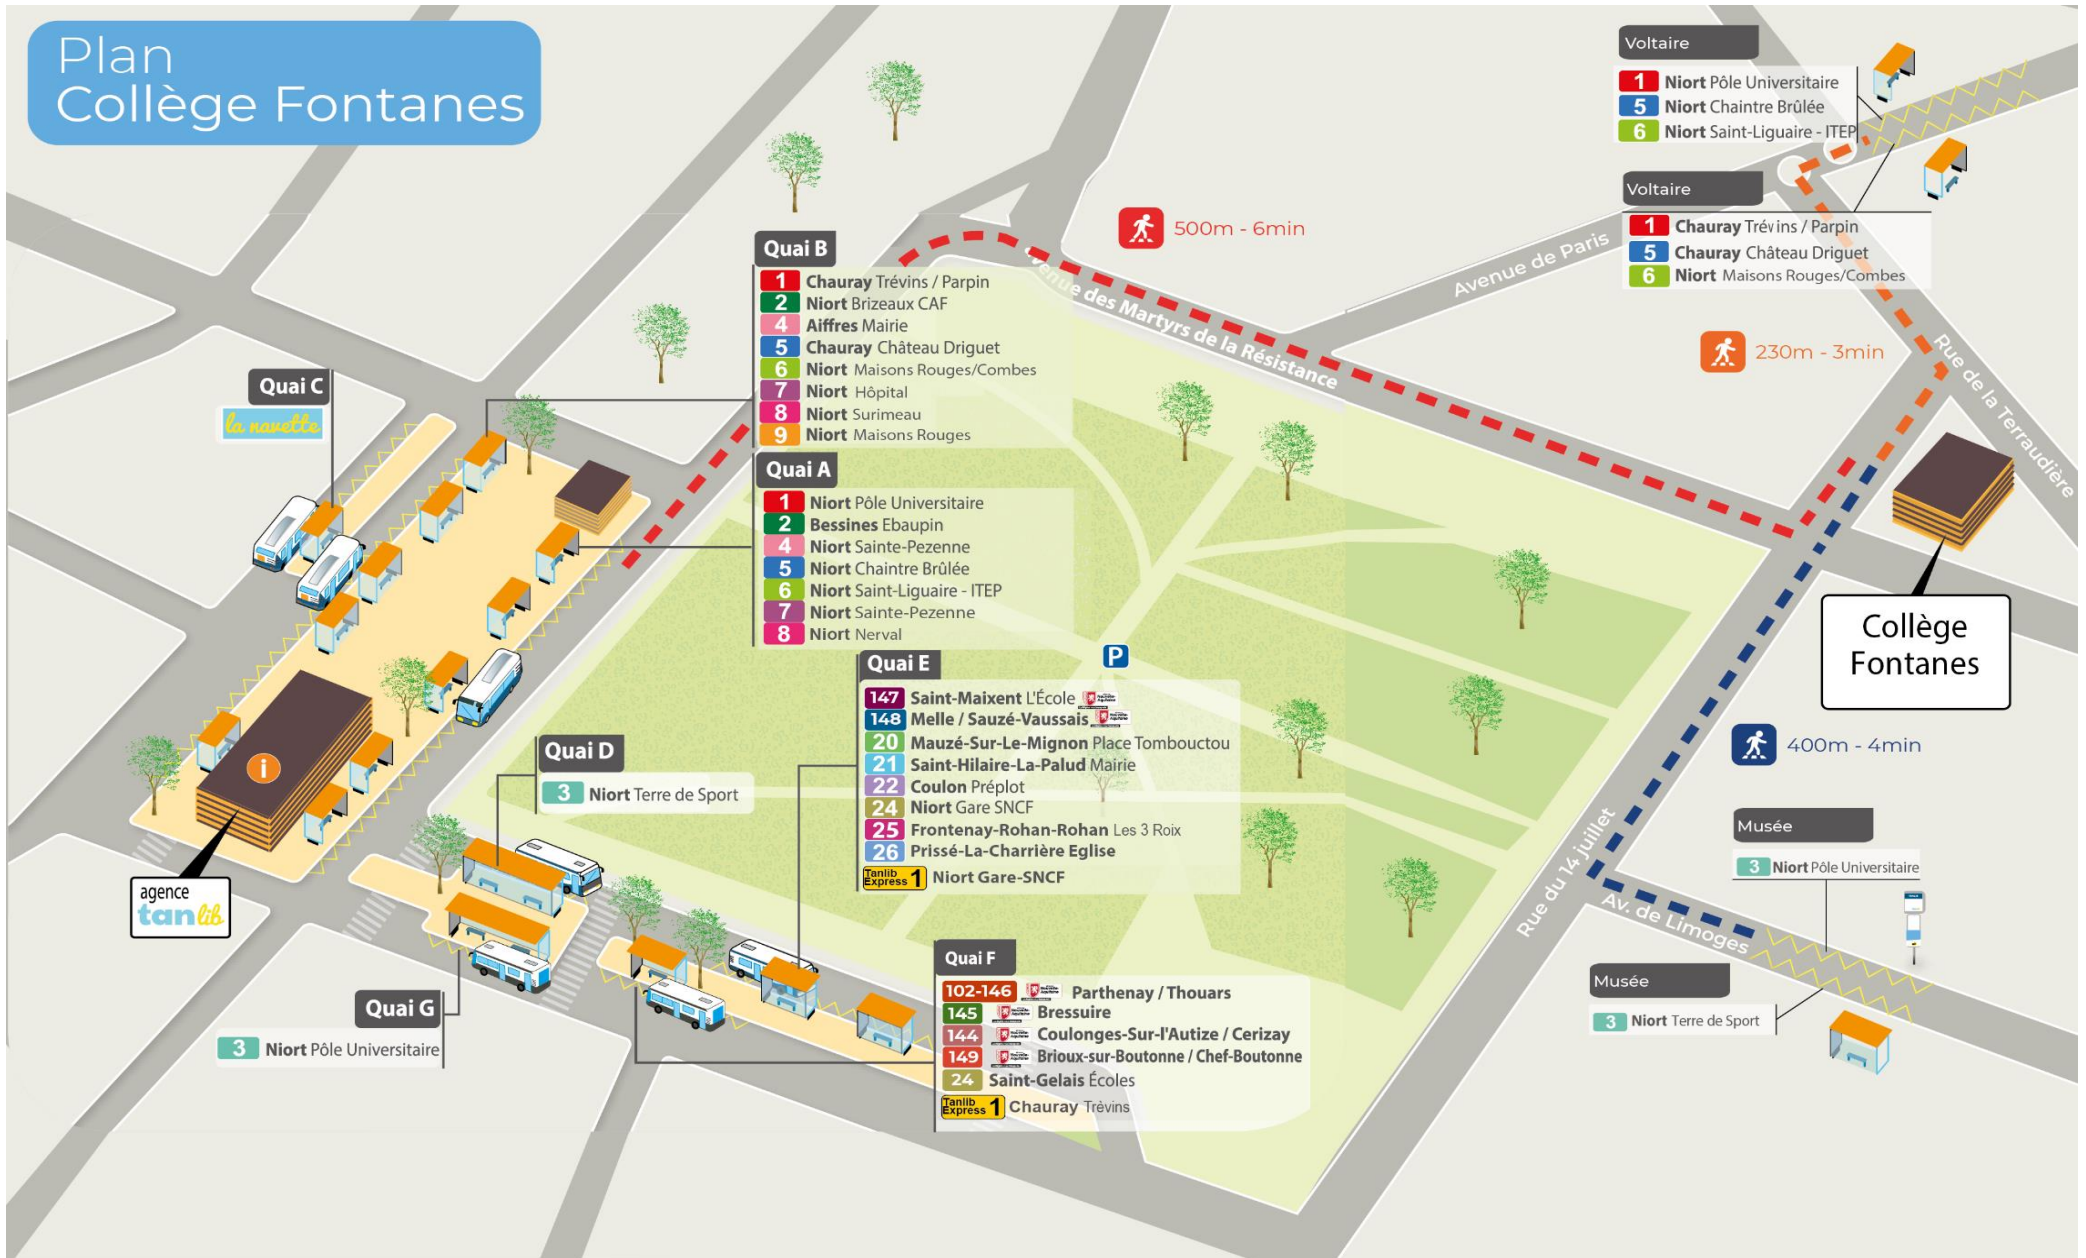 Plan
Collège Fontanes
Voltaire
1 Niort Pôle Universitaire
5 Niort Chaintre Brûlée
6 Niort Saint-Liguaire - ITEP
Voltaire
1 Chauray Trévins / Parpin
5 Chauray Château Driguet
6 Niort Maisons Rouges/Combes
500m - 6min
Avenue de Paris
Avenue des Martyrs de la Résistance
230m - 3min
Rue de la Terraudière
Quai B
1 Chauray Trévins / Parpin
2 Niort Brizeaux CAF
4 Aiffres Mairie
5 Chauray Château Driguet
6 Niort Maisons Rouges/Combes
7 Niort Hôpital
8 Niort Surimeau
9 Niort Maisons Rouges
Quai C
la navette
Quai A
1 Niort Pôle Universitaire
2 Bessines Ebaupin
4 Niort Sainte-Pezenne
5 Niort Chaintre Brûlée
6 Niort Saint-Liguaire - ITEP
7 Niort Sainte-Pezenne
8 Niort Nerval
P
Collège
Fontanes
Quai E
147 Saint-Maixent L'École
148 Melle / Sauzé-Vaussais
20 Mauzé-Sur-Le-Mignon Place Tombouctou
21 Saint-Hilaire-La-Palud Mairie
22 Coulon Préplot
24 Niort Gare SNCF
25 Frontenay-Rohan-Rohan Les 3 Roix
26 Prissé-La-Charrière Eglise
Tanlib Express 1 Niort Gare-SNCF
Quai D
3 Niort Terre de Sport
i
agence
tanlib
400m - 4min
Rue du 14 juillet
Av. de Limoges
Musée
3 Niort Pôle Universitaire
Musée
3 Niort Terre de Sport
Quai F
102-146 Parthenay / Thouars
145 Bressuire
144 Coulonges-Sur-l'Autize / Cerizay
149 Brioux-sur-Boutonne / Chef-Boutonne
24 Saint-Gelais Écoles
Tanlib Express 1 Chauray Trèvins
Quai G
3 Niort Pôle Universitaire